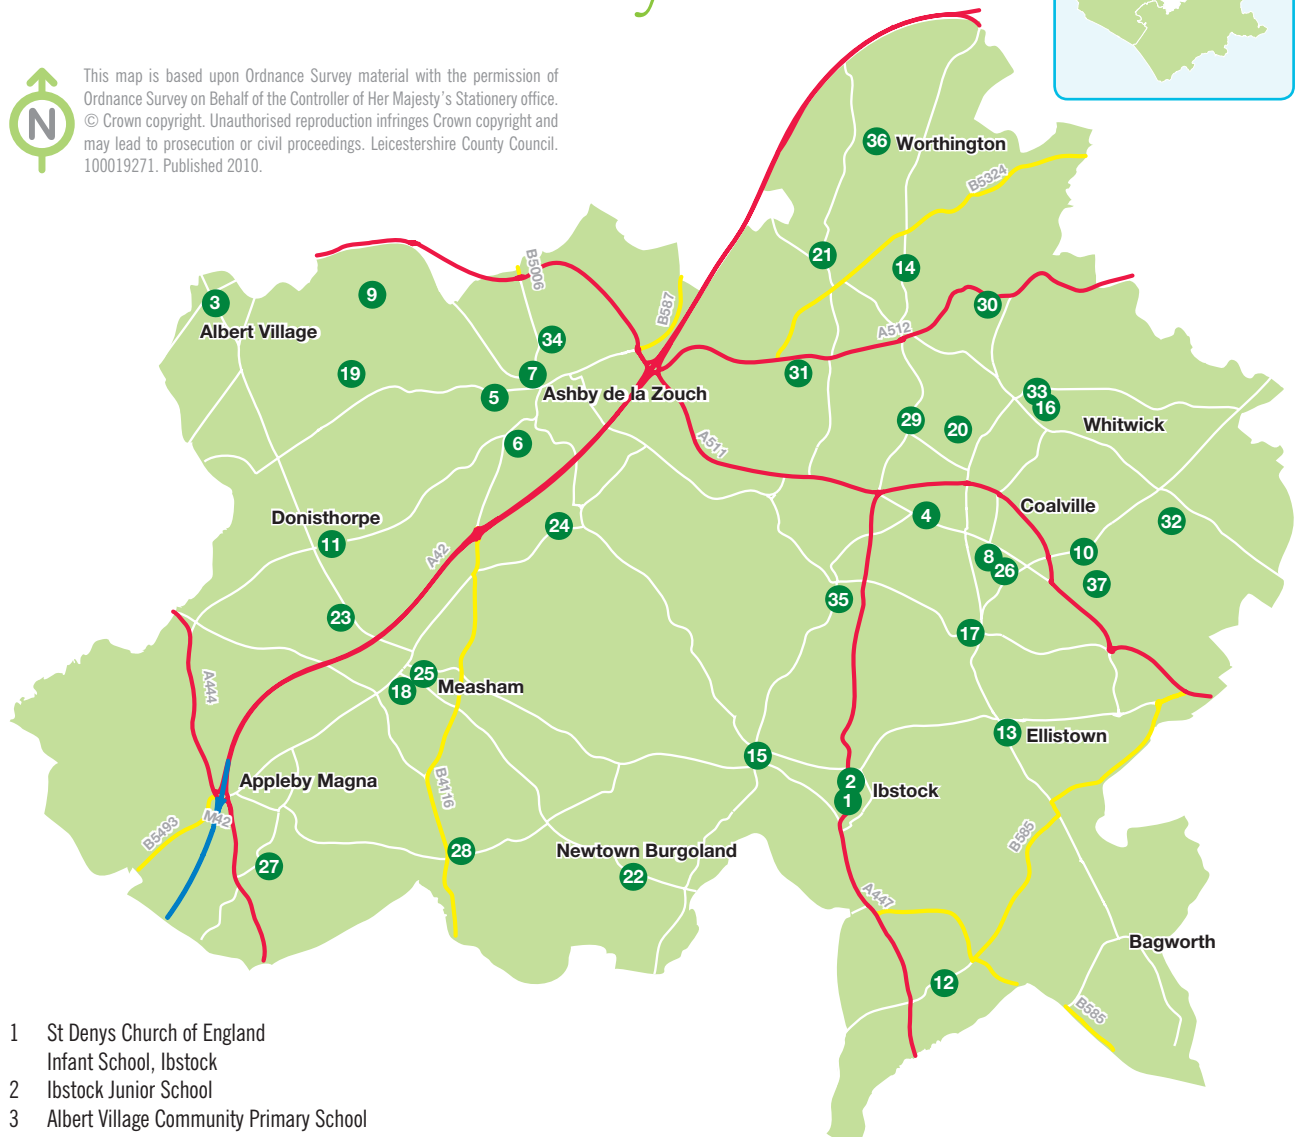 N
This map is based upon Ordnance Survey material with the permission of
Ordnance Survey on Behalf of the Controller of Her Majesty's Stationery office.
© Crown copyright. Unauthorised reproduction infringes Crown copyright and
may lead to prosecution or civil proceedings. Leicestershire County Council.
100019271. Published 2010.
36 Worthington
B5324
21
14
B5006
9
3
Albert Village
B587
30
A512
34
31
19
7
5
Ashby de la Zouch
33
16
29
20
Whitwick
6
A511
Coalville
Donisthorpe
4
32
24
11
A42
8
10
26
37
35
23
17
25
18
Measham
A444
13 Ellistown
15
Appleby Magna
2
1
Ibstock
B4116
M42
B5493
B585
28
Newtown Burgoland
27
22
A447
Bagworth
12
B585
1 St Denys Church of England
Infant School, Ibstock
2 Ibstock Junior School
3 Albert Village Community Primary School